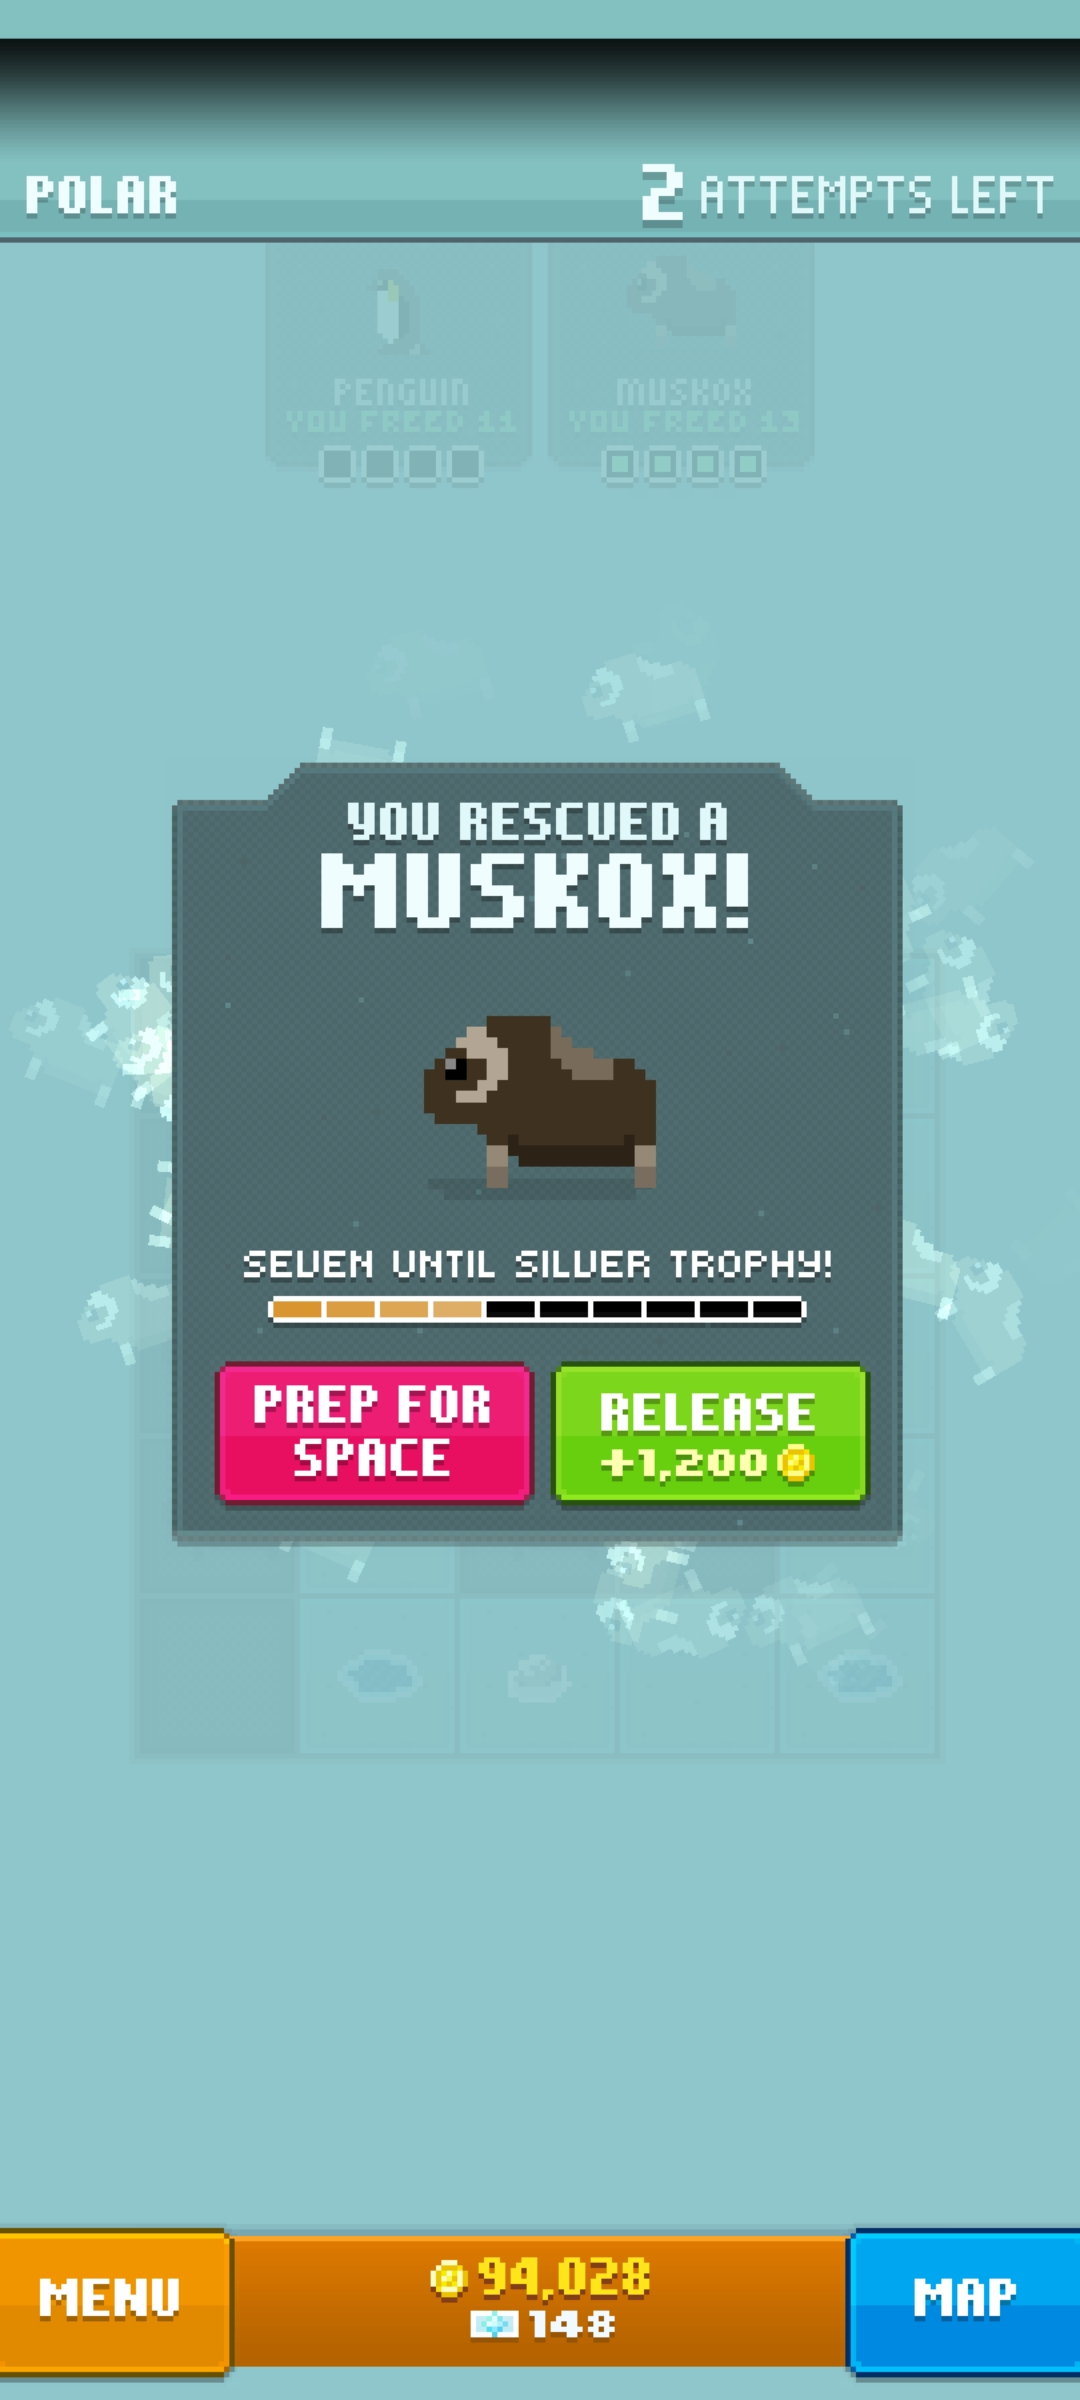 POLAR
2 ATTEMPTS LEFT
PENGUIN
YOU FREED 11
MUSKOX
YOU FREED 13
YOU RESCUED A
MUSKOX!
SEVEN UNTIL SILVER TROPHY!
PREP FOR
SPACE
RELEASE
+1,200
MENU
94,028
148
MAP